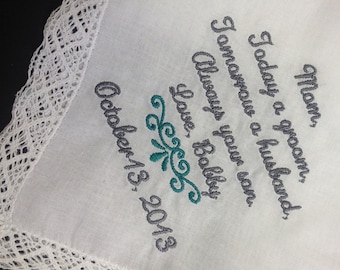 Mom,
Today a groom,
Tomorrow a husband,
Always your son.
Love, Bobby
October 13, 2013